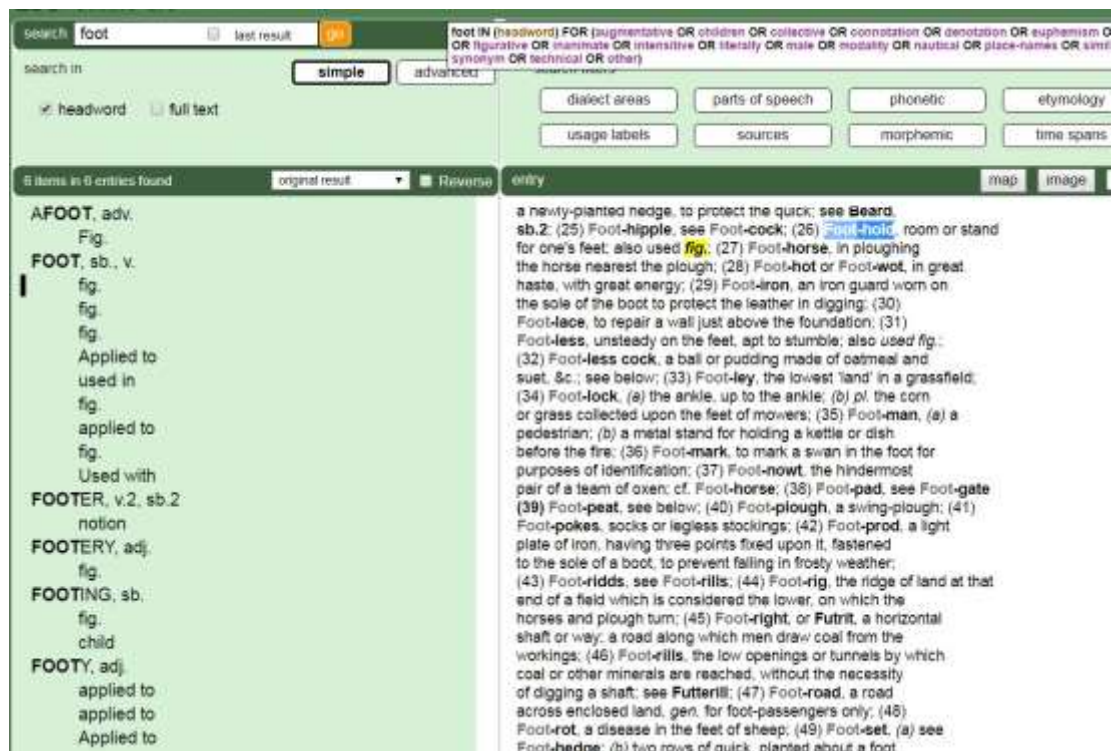 search foot last result go
foot IN (headword) FOR (augmentative OR children OR collective OR connotation OR denotation OR euphemism
OR figurative OR inanimate OR intensitive OR literally OR male OR modality OR nautical OR place-names OR
synonym OR technical OR other)
search in simple advanced search filters
headword full text
dialect areas parts of speech phonetic etymology
usage labels sources morphemic time spans
6 items in 6 entries found original result Reverse
AFOOT, adv.
Fig.
FOOT, sb., v.
fig.
fig.
fig.
Applied to
used in
fig.
applied to
fig.
Used with
FOOTER, v.2, sb.2
notion
FOOTERY, adj.
fig.
FOOTING, sb.
fig.
child
FOOTY, adj.
applied to
applied to
Applied to
entry map image
a newly-planted hedge, to protect the quick; see Beard,
sb.2; (25) Foot-hipple, see Foot-cock; (26) Foot-hold, room or stand
for one's feet; also used fig.; (27) Foot-horse, in ploughing
the horse nearest the plough; (28) Foot-hot or Foot-wot, in great
haste, with great energy; (29) Foot-iron, an iron guard worn on
the sole of the boot to protect the leather in digging; (30)
Foot-lace, to repair a wall just above the foundation; (31)
Foot-less, unsteady on the feet, apt to stumble; also used fig.;
(32) Foot-less cock, a ball or pudding made of oatmeal and
suet, &c.; see below; (33) Foot-ley, the lowest 'land' in a grassfield;
(34) Foot-lock, (a) the ankle, up to the ankle; (b) pl. the corn
or grass collected upon the feet of mowers; (35) Foot-man, (a) a
pedestrian; (b) a metal stand for holding a kettle or dish
before the fire; (36) Foot-mark, to mark a swan in the foot for
purposes of identification; (37) Foot-nowt, the hindermost
pair of a team of oxen; cf. Foot-horse; (38) Foot-pad, see Foot-gate
(39) Foot-peat, see below; (40) Foot-plough, a swing-plough; (41)
Foot-pokes, socks or legless stockings; (42) Foot-prod, a light
plate of iron, having three points fixed upon it, fastened
to the sole of a boot, to prevent falling in frosty weather;
(43) Foot-ridds, see Foot-rills; (44) Foot-rig, the ridge of land at that
end of a field which is considered the lower, on which the
horses and plough turn; (45) Foot-right, or Futrit, a horizontal
shaft or way; a road along which men draw coal from the
workings; (46) Foot-rills, the low openings or tunnels by which
coal or other minerals are reached, without the necessity
of digging a shaft; see Futterill; (47) Foot-road, a road
across enclosed land, gen. for foot-passengers only; (48)
Foot-rot, a disease in the feet of sheep; (49) Foot-set, (a) see
Foot-hedge; (b) two rows of quick, planted about a foot